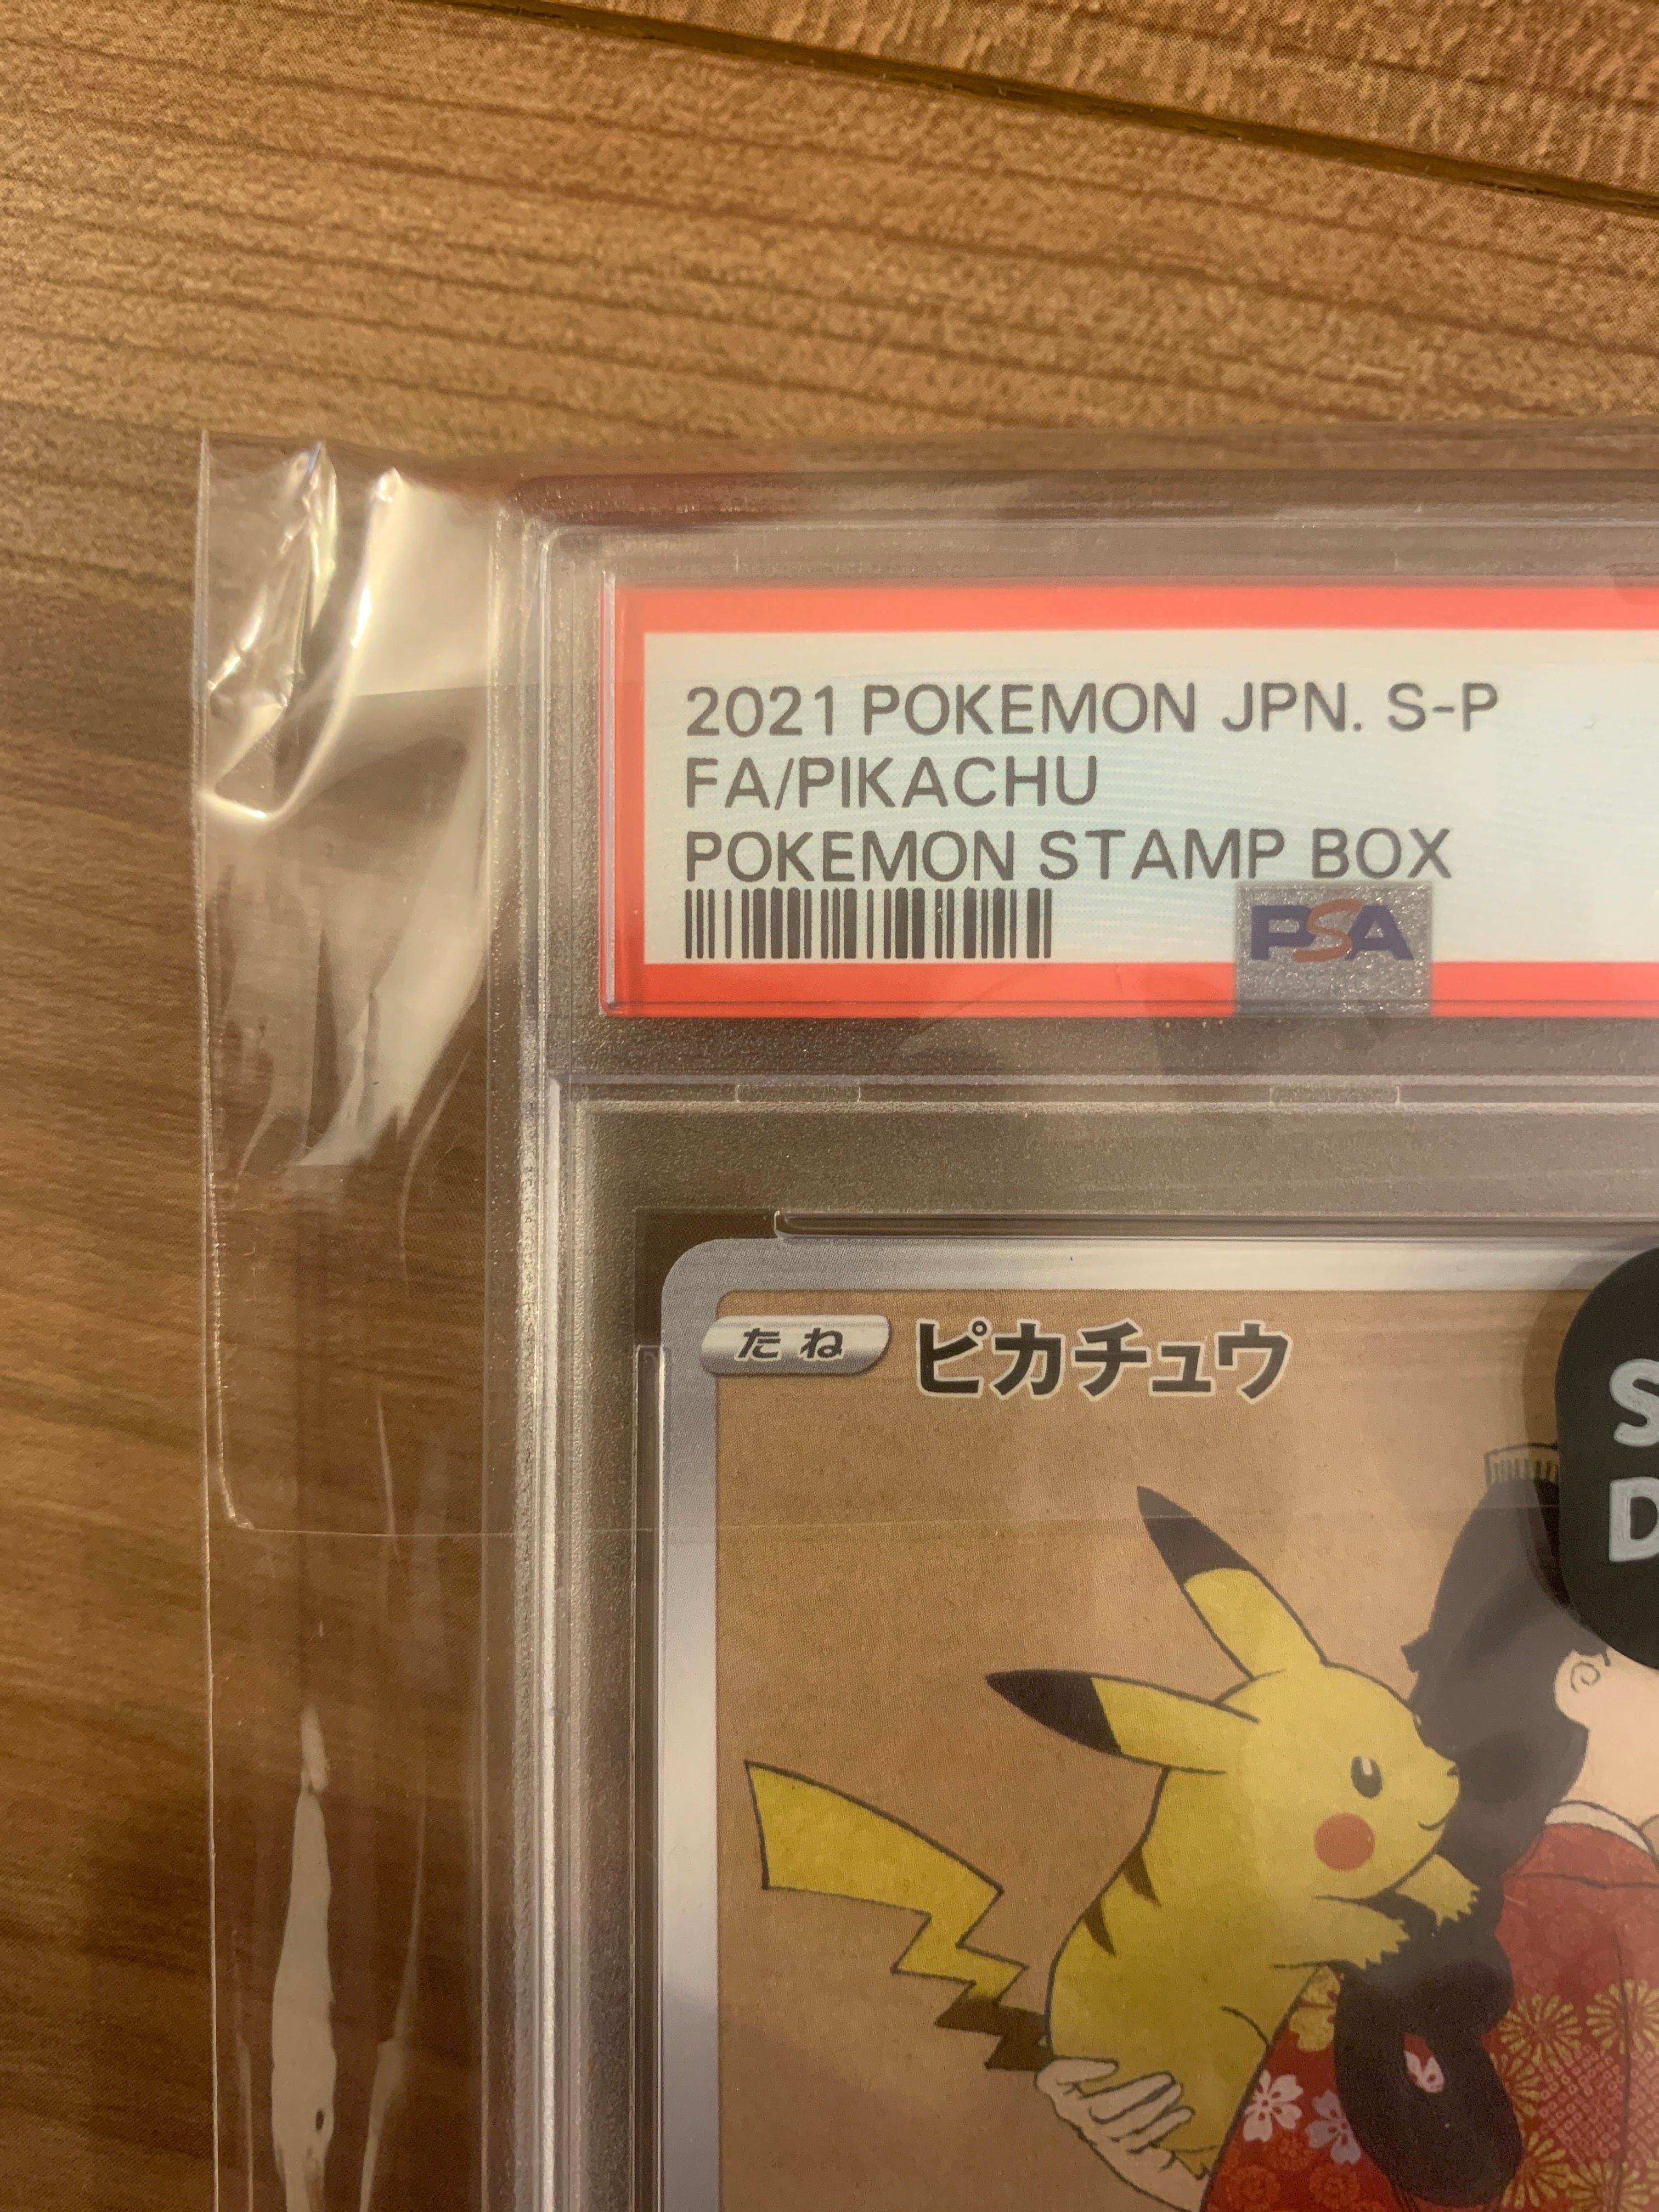 2021 POKEMON JPN. S-P
FA/PIKACHU
POKEMON STAMP BOX
PSA
たね ピカチュウ
S
D